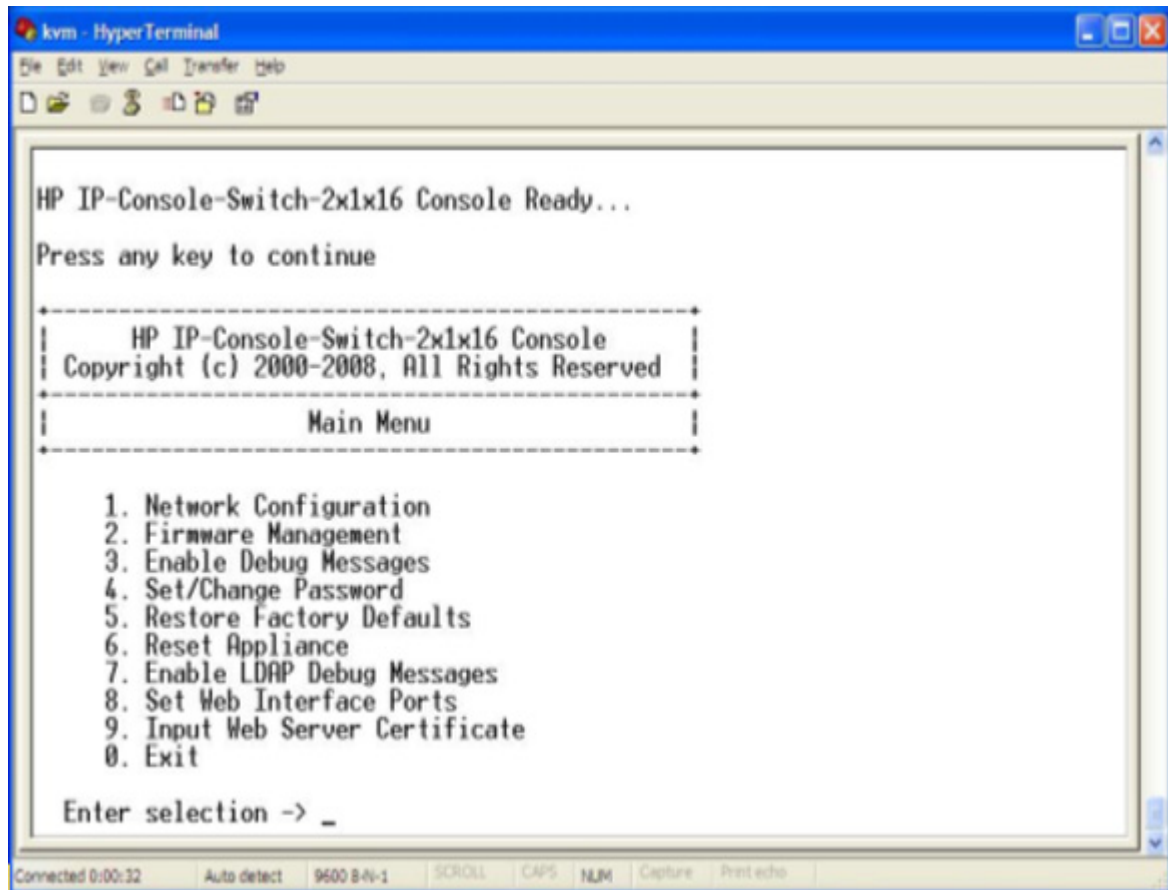 kvm - HyperTerminal
File Edit View Call Transfer Help
HP IP-Console-Switch-2x1x16 Console Ready...
Press any key to continue
HP IP-Console-Switch-2x1x16 Console
Copyright (c) 2000-2008, All Rights Reserved
Main Menu
1. Network Configuration
2. Firmware Management
3. Enable Debug Messages
4. Set/Change Password
5. Restore Factory Defaults
6. Reset Appliance
7. Enable LDAP Debug Messages
8. Set Web Interface Ports
9. Input Web Server Certificate
0. Exit
Enter selection -> _
Connected 0:00:32 Auto detect 9600 8-N-1 SCROLL CAPS NUM Capture Print echo